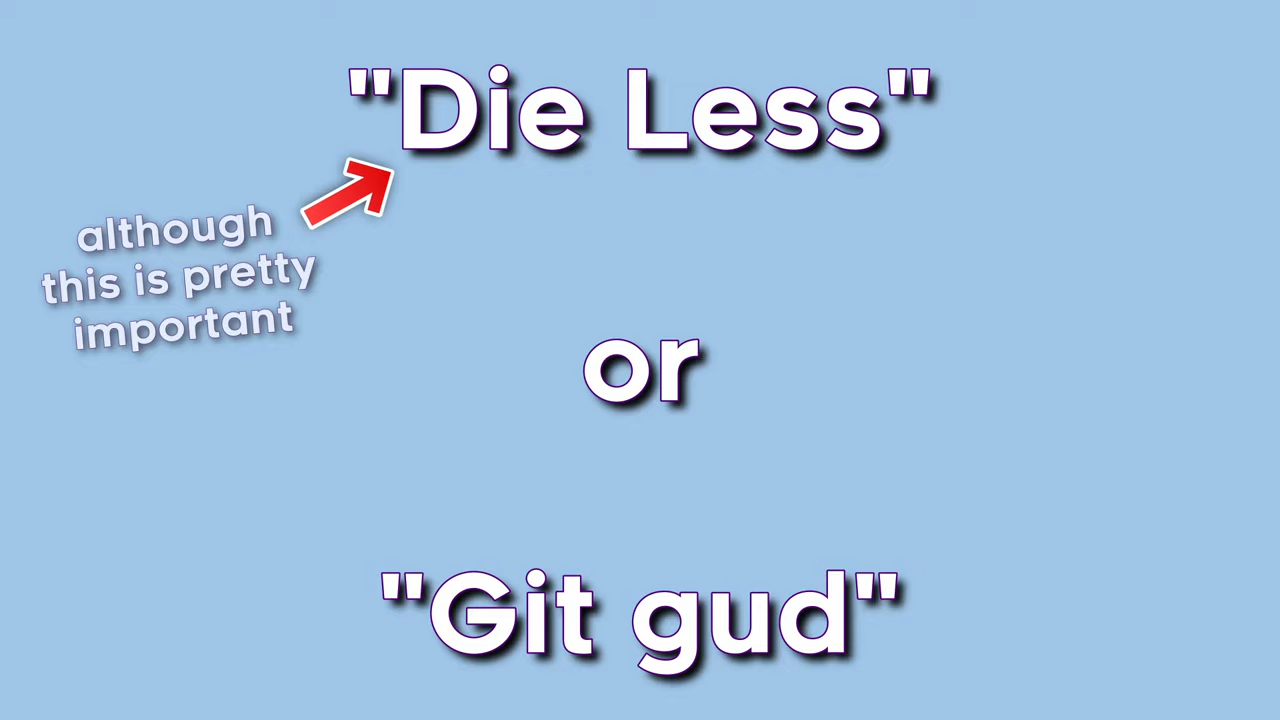 "Die Less"
although
this is pretty
important
or
"Git gud"